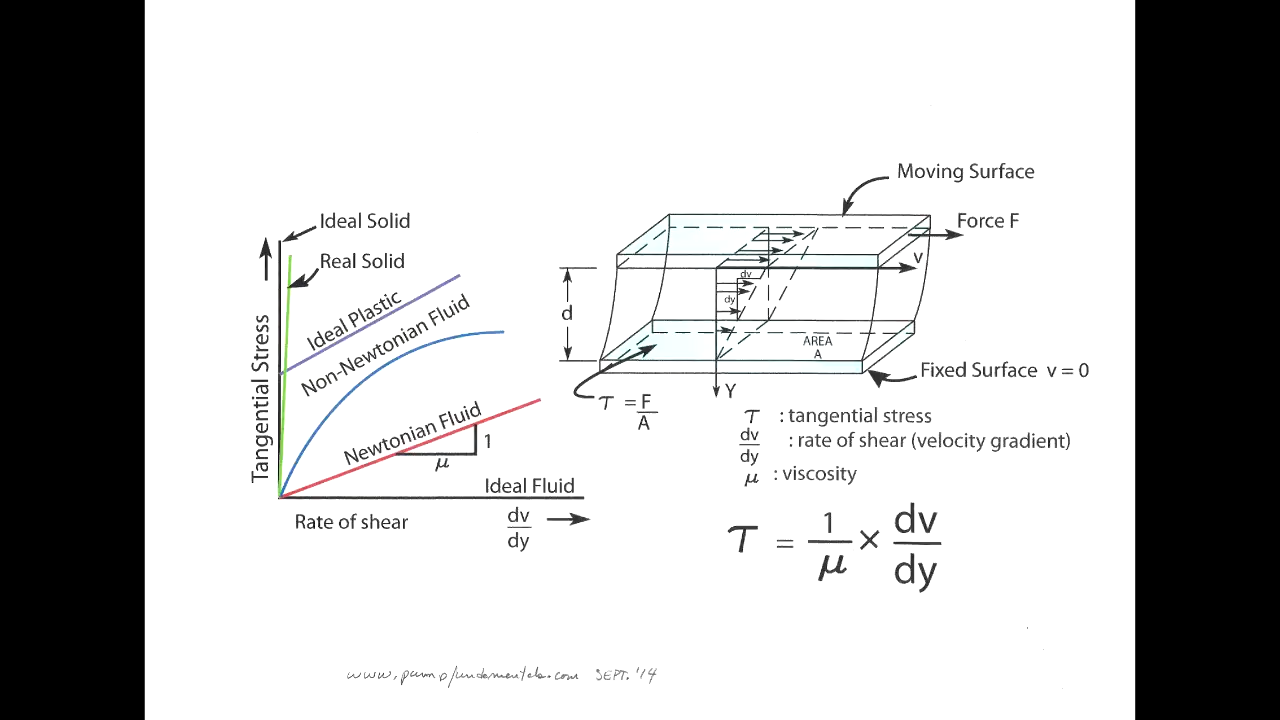 Ideal Solid
Real Solid
Ideal Plastic
Non-Newtonian Fluid
Newtonian Fluid
1
μ
Tangential Stress
Ideal Fluid
Rate of shear
dv
dy
Moving Surface
Force F
v
dv
dy
d
AREA
A
Fixed Surface v = 0
Y
τ = F
A
τ : tangential stress
dv
dy
: rate of shear (velocity gradient)
μ : viscosity
τ = 1/μ × dv/dy
www.pumpfundamentals.com SEPT. '14